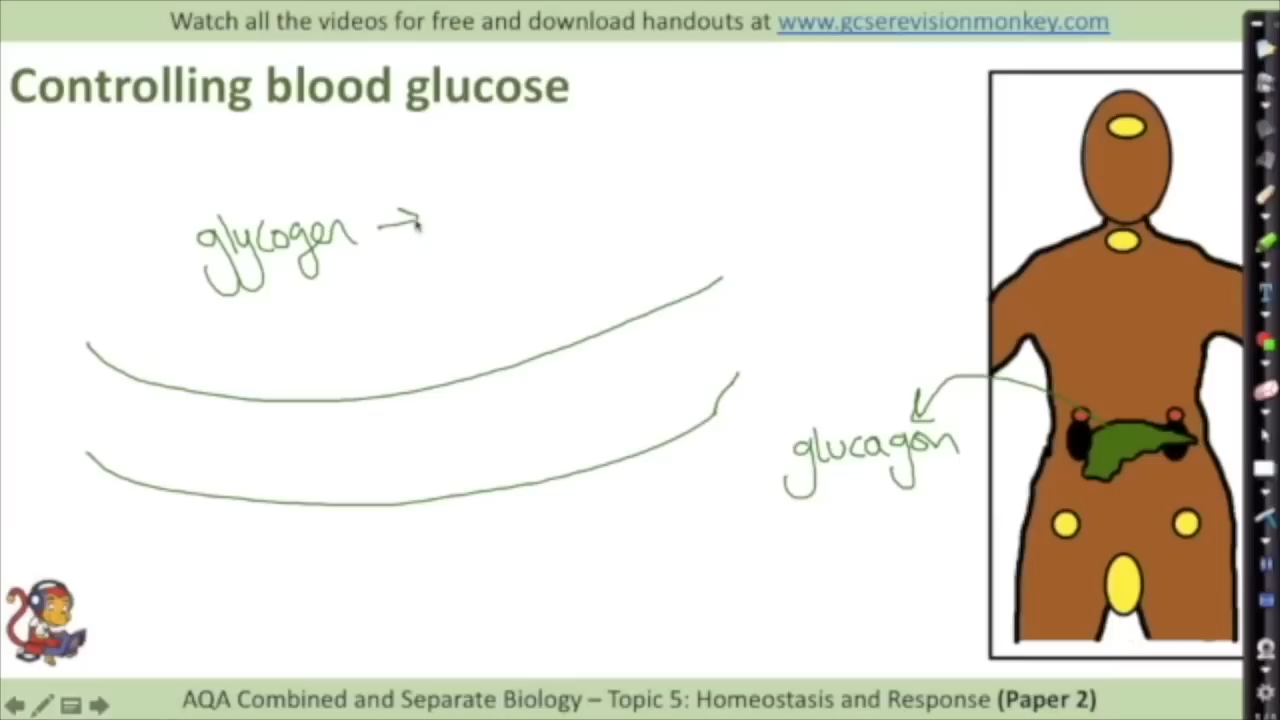 Watch all the videos for free and download handouts at www.gcserevisionmonkey.com
Controlling blood glucose
glycogen →
glucagon
AQA Combined and Separate Biology – Topic 5: Homeostasis and Response (Paper 2)